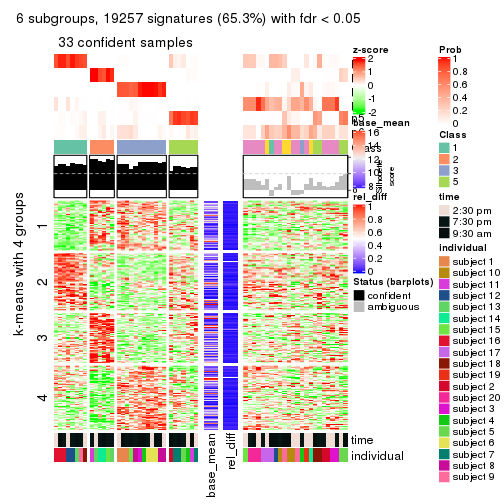 6 subgroups, 19257 signatures (65.3%) with fdr < 0.05
33 confident samples
k-means with 4 groups
1
2
3
4
base_mean
rel_diff
time
individual
z-score
2
1
0
-1
-2
base_mean
16
14
12
10
8
Silhouette
score
rel_diff
1
0.8
0.6
0.4
0.2
0
Status (barplots)
confident
ambiguous
Prob
1
0.8
0.6
0.4
0.2
0
Class
1
2
3
5
time
2:30 pm
7:30 pm
9:30 am
individual
subject 1
subject 10
subject 11
subject 12
subject 13
subject 14
subject 15
subject 16
subject 17
subject 18
subject 19
subject 2
subject 20
subject 3
subject 4
subject 5
subject 6
subject 7
subject 8
subject 9